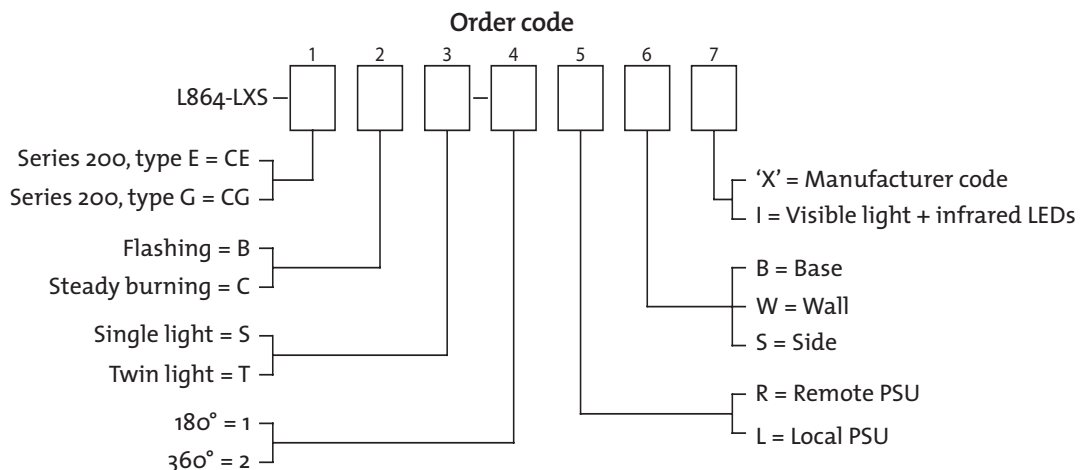 Order code
1 2 3 4 5 6 7
L864-LXS – –
Series 200, type E = CE
Series 200, type G = CG
Flashing = B
Steady burning = C
Single light = S
Twin light = T
180° = 1
360° = 2
‘X’ = Manufacturer code
I = Visible light + infrared LEDs
B = Base
W = Wall
S = Side
R = Remote PSU
L = Local PSU